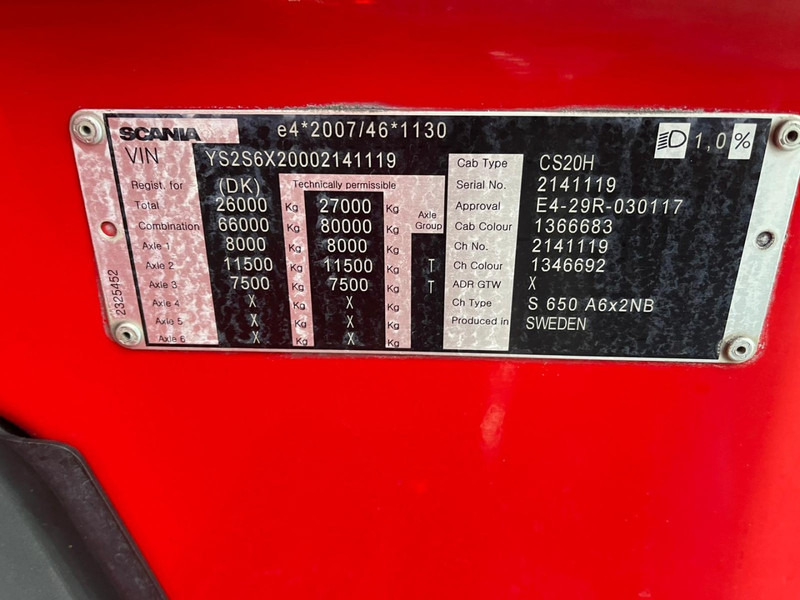 SCANIA e4*2007/46*1130 1,0 %
VIN YS2S6X20002141119
Regist. for (DK) Technically permissible
Total 26000 Kg 27000 Kg Axle Group
Combination 66000 Kg 80000 Kg
Axle 1 8000 Kg 8000 Kg
Axle 2 11500 Kg 11500 Kg T
Axle 3 7500 Kg 7500 Kg T
Axle 4 X Kg X Kg
Axle 5 X Kg X Kg
Axle 6 X Kg X Kg
Cab Type CS20H
Serial No. 2141119
Approval E4-29R-030117
Cab Colour 1366683
Ch No. 2141119
Ch Colour 1346692
ADR GTW X
Ch Type S 650 A6x2NB
Produced in SWEDEN
2325452